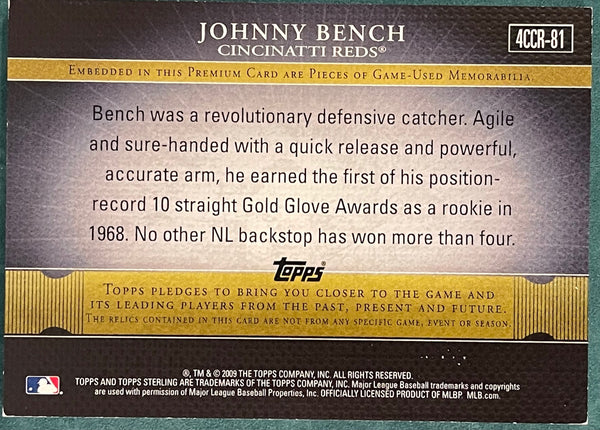 JOHNNY BENCH
CINCINATTI REDS®
4CCR-81
EMBEDDED IN THIS PREMIUM CARD ARE PIECES OF GAME-USED MEMORABILIA.
Bench was a revolutionary defensive catcher. Agile
and sure-handed with a quick release and powerful,
accurate arm, he earned the first of his position-
record 10 straight Gold Glove Awards as a rookie in
1968. No other NL backstop has won more than four.
Topps®
TOPPS PLEDGES TO BRING YOU CLOSER TO THE GAME AND
ITS LEADING PLAYERS FROM THE PAST, PRESENT AND FUTURE.
THE RELICS CONTAINED IN THIS CARD ARE NOT FROM ANY SPECIFIC GAME, EVENT OR SEASON.
®, TM & © 2009 THE TOPPS COMPANY, INC. ALL RIGHTS RESERVED.
TOPPS AND TOPPS STERLING ARE TRADEMARKS OF THE TOPPS COMPANY, INC. Major League Baseball trademarks and copyrights
are used with permission of Major League Baseball Properties, Inc. OFFICIALLY LICENSED PRODUCT OF MLBP. MLB.com.